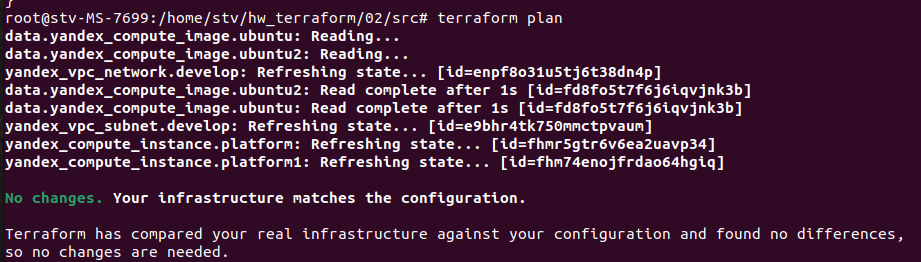 }
root@stv-MS-7699:/home/stv/hw_terraform/02/src# terraform plan
data.yandex_compute_image.ubuntu: Reading...
data.yandex_compute_image.ubuntu2: Reading...
yandex_vpc_network.develop: Refreshing state... [id=enpf8o31u5tj6t38dn4p]
data.yandex_compute_image.ubuntu2: Read complete after 1s [id=fd8fo5t7f6j6iqvjnk3b]
data.yandex_compute_image.ubuntu: Read complete after 1s [id=fd8fo5t7f6j6iqvjnk3b]
yandex_vpc_subnet.develop: Refreshing state... [id=e9bhr4tk750mmctpvaum]
yandex_compute_instance.platform: Refreshing state... [id=fhmr5gtr6v6ea2uavp34]
yandex_compute_instance.platform1: Refreshing state... [id=fhm74enojfrdao64hgiq]
No changes. Your infrastructure matches the configuration.
Terraform has compared your real infrastructure against your configuration and found no differences,
so no changes are needed.